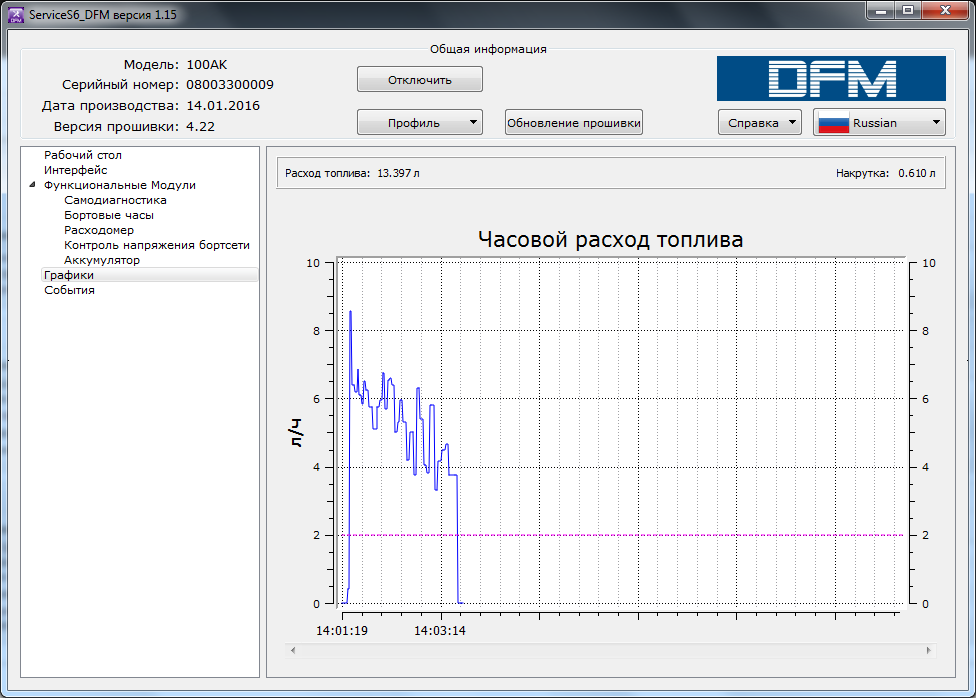 ServiceS6_DFM версия 1.15
Общая информация
Модель: 100AK
Серийный номер: 08003300009
Дата производства: 14.01.2016
Версия прошивки: 4.22
Отключить
Профиль
Обновление прошивки
DFM
Справка
Russian
Рабочий стол
Интерфейс
Функциональные Модули
Самодиагностика
Бортовые часы
Расходомер
Контроль напряжения бортсети
Аккумулятор
Графики
События
Расход топлива: 13.397 л
Накрутка: 0.610 л
Часовой расход топлива
л/ч
10
8
6
4
2
0
10
8
6
4
2
0
14:01:19
14:03:14